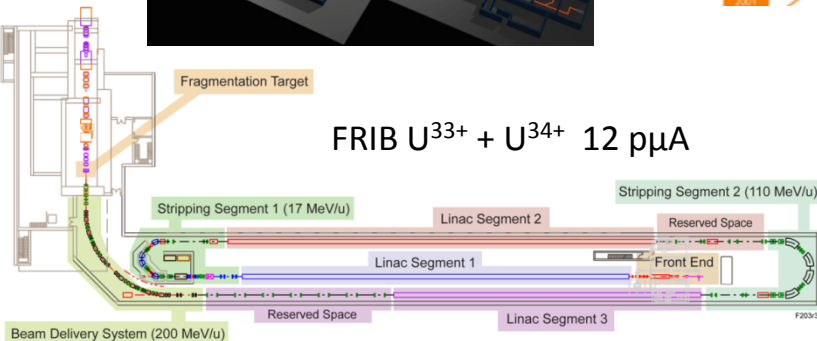 2001
Fragmentation Target
FRIB U³³⁺ + U³⁴⁺ 12 pµA
Stripping Segment 2 (110 MeV/u)
Stripping Segment 1 (17 MeV/u)
Linac Segment 2
Reserved Space
Linac Segment 1
Front End
Reserved Space
Linac Segment 3
Beam Delivery System (200 MeV/u)